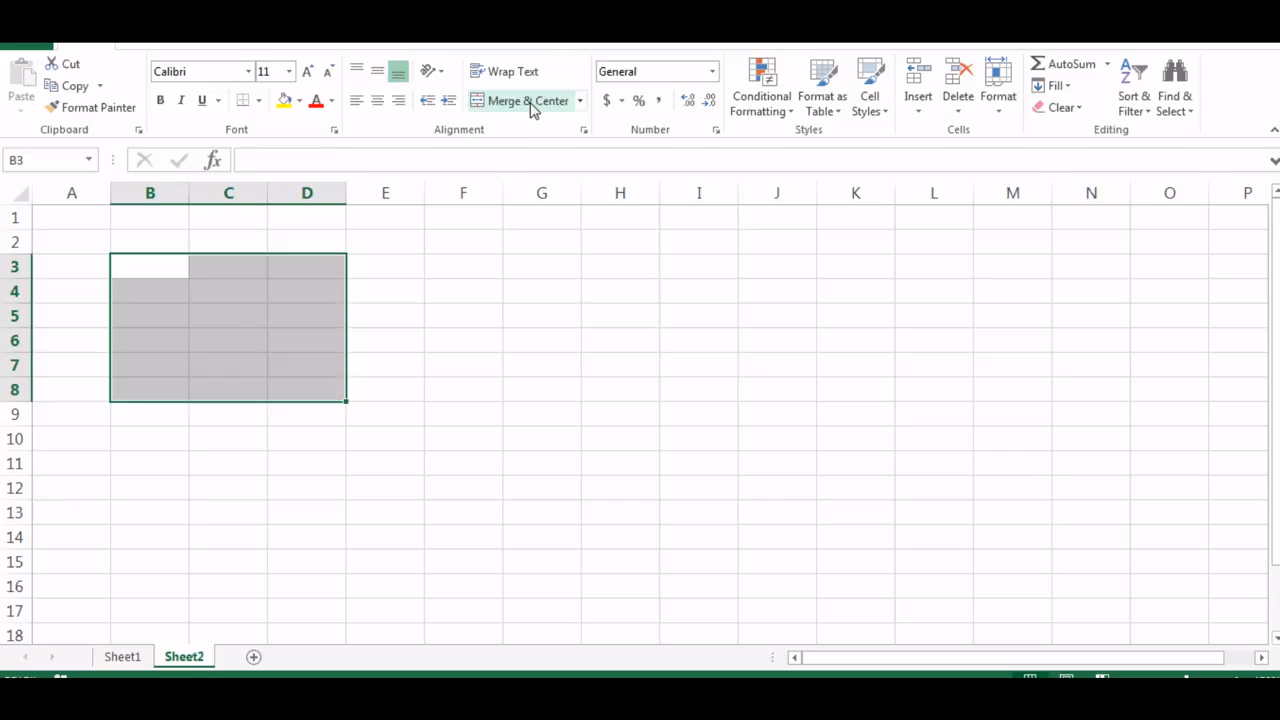 Cut
Calibri 11 Wrap Text General AutoSum
Copy Fill
Paste Format Painter B I U A Merge & Center $ % , Conditional Formatting Format as Table Cell Styles Insert Delete Format Clear Sort & Filter Find & Select
Clipboard Font Alignment Number Styles Cells Editing
B3 fx
A B C D E F G H I J K L M N O P
1
2
3
4
5
6
7
8
9
10
11
12
13
14
15
16
17
18
Sheet1 Sheet2